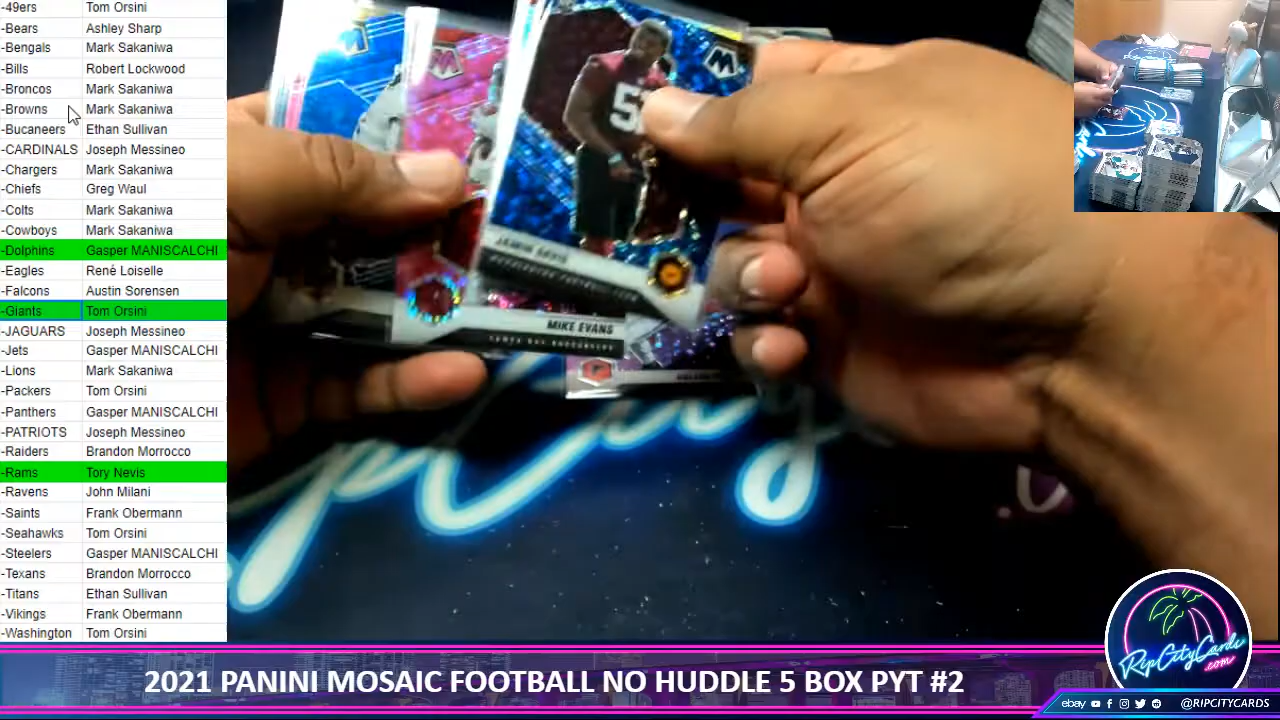 -49ers Tom Orsini
-Bears Ashley Sharp
-Bengals Mark Sakaniwa
-Bills Robert Lockwood
-Broncos Mark Sakaniwa
-Browns Mark Sakaniwa
-Bucaneers Ethan Sullivan
-CARDINALS Joseph Messineo
-Chargers Mark Sakaniwa
-Chiefs Greg Waul
-Colts Mark Sakaniwa
-Cowboys Mark Sakaniwa
-Dolphins Gasper MANISCALCHI
-Eagles René Loiselle
-Falcons Austin Sorensen
-Giants Tom Orsini
-JAGUARS Joseph Messineo
-Jets Gasper MANISCALCHI
-Lions Mark Sakaniwa
-Packers Tom Orsini
-Panthers Gasper MANISCALCHI
-PATRIOTS Joseph Messineo
-Raiders Brandon Morrocco
-Rams Tory Nevis
-Ravens John Milani
-Saints Frank Obermann
-Seahawks Tom Orsini
-Steelers Gasper MANISCALCHI
-Texans Brandon Morrocco
-Titans Ethan Sullivan
-Vikings Frank Obermann
-Washington Tom Orsini
MIKE EVANS
TAMPA BAY BUCCANEERS
RipCityCards
.com
2021 PANINI MOSAIC FOOTBALL NO HUDDLE 5 BOX PYT #2
ebay @RIPCITYCARDS